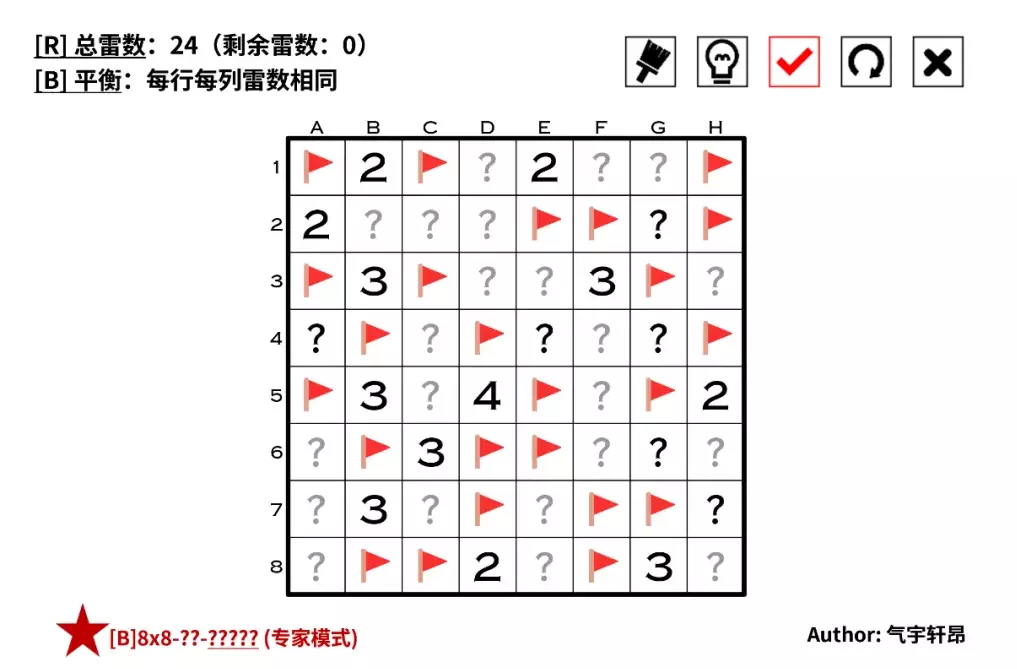 [R] 总雷数：24（剩余雷数：0）
[B] 平衡：每行每列雷数相同
A B C D E F G H
1 2 ? 2 ? ?
2 2 ? ? ? ?
3 3 ? ? 3 ?
4 ? ? ? ? ?
5 3 ? 4 ? 2
6 ? 3 ? ? ?
7 ? 3 ? ? ?
8 ? 2 ? 3 ?
[B]8x8-??-????? (专家模式)
Author: 气宇轩昂